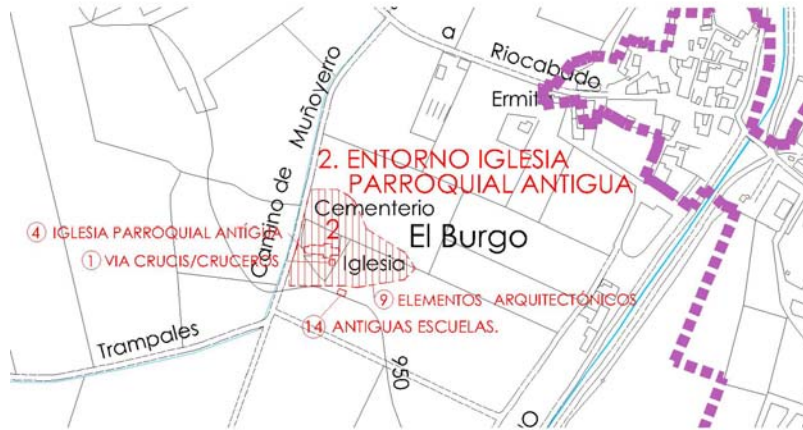 a
Riocabudo
Ermit
Camino de Muñoyerro
2. ENTORNO IGLESIA
PARROQUIAL ANTIGUA
Cementerio
2
El Burgo
Iglesia
4 IGLESIA PARROQUIAL ANTIGUA
1 VIA CRUCIS/CRUCEROS
9 ELEMENTOS ARQUITECTÓNICOS
14 ANTIGUAS ESCUELAS.
Trampales
950